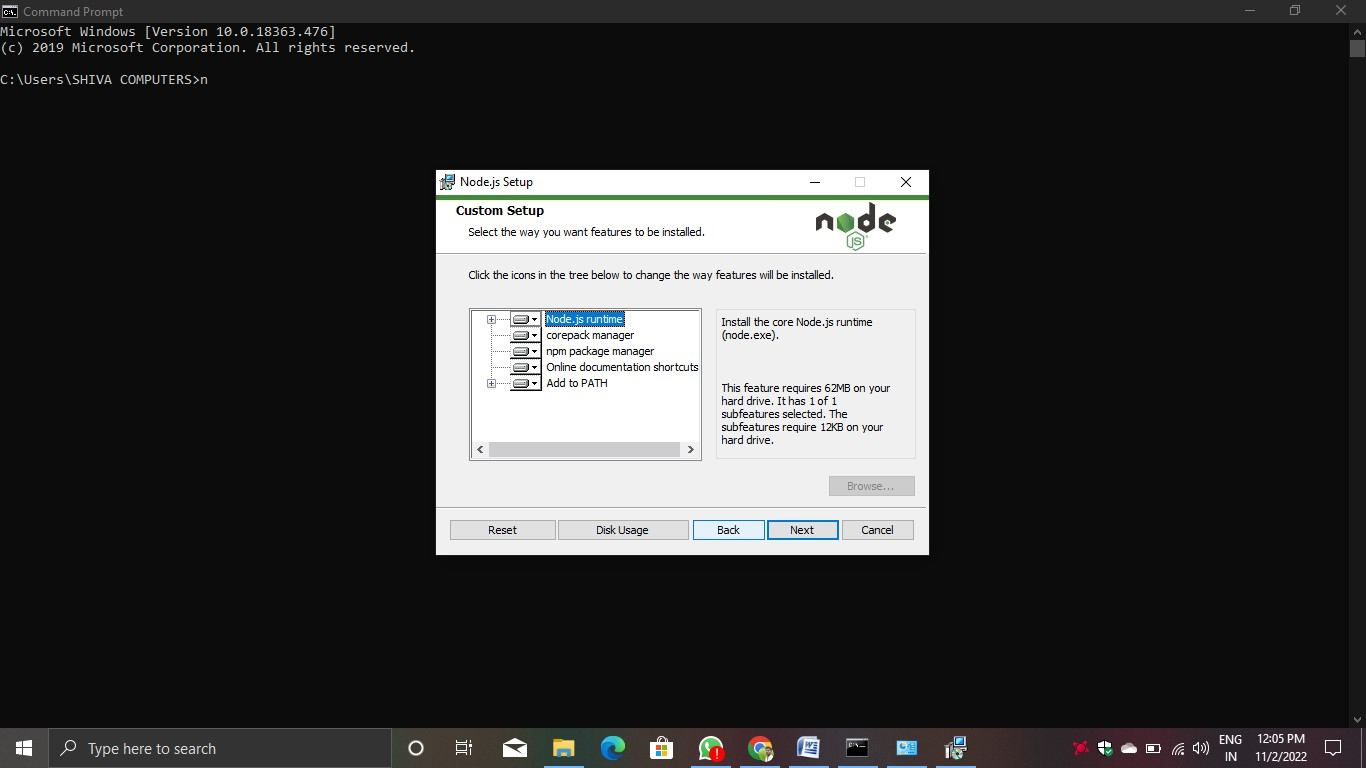 Command Prompt
Microsoft Windows [Version 10.0.18363.476]
(c) 2019 Microsoft Corporation. All rights reserved.
C:\Users\SHIVA COMPUTERS>n
Node.js Setup
Custom Setup
Select the way you want features to be installed.
node
JS
Click the icons in the tree below to change the way features will be installed.
Node.js runtime
corepack manager
npm package manager
Online documentation shortcuts
Add to PATH
Install the core Node.js runtime
(node.exe).
This feature requires 62MB on your
hard drive. It has 1 of 1
subfeatures selected. The
subfeatures require 12KB on your
hard drive.
Browse...
Reset
Disk Usage
Back
Next
Cancel
Type here to search
ENG
IN
12:05 PM
11/2/2022